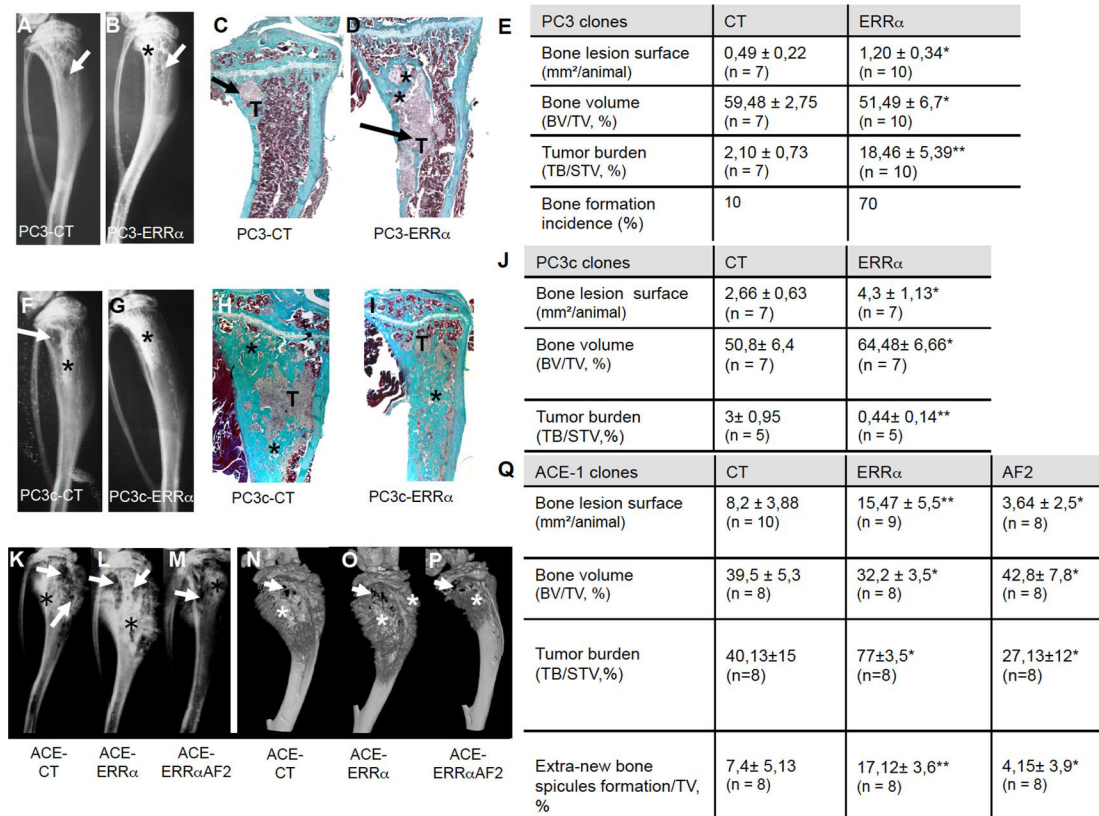 A
B
C
D
*
*
*
T
T
PC3-CT
PC3-ERRα
PC3-CT
PC3-ERRα
E
PC3 clones CT ERRα
Bone lesion surface (mm²/animal) 0,49 ± 0,22 (n = 7) 1,20 ± 0,34* (n = 10)
Bone volume (BV/TV, %) 59,48 ± 2,75 (n = 7) 51,49 ± 6,7* (n = 10)
Tumor burden (TB/STV, %) 2,10 ± 0,73 (n = 7) 18,46 ± 5,39** (n = 10)
Bone formation incidence (%) 10 70
F
G
H
I
*
*
*
*
*
T
T
PC3c-CT
PC3c-ERRα
PC3c-CT
PC3c-ERRα
J
PC3c clones CT ERRα
Bone lesion surface (mm²/animal) 2,66 ± 0,63 (n = 7) 4,3 ± 1,13* (n = 7)
Bone volume (BV/TV, %) 50,8± 6,4 (n = 7) 64,48± 6,66* (n = 7)
Tumor burden (TB/STV,%) 3± 0,95 (n = 5) 0,44± 0,14** (n = 5)
K
L
M
N
O
P
*
*
*
*
*
*
*
ACE-CT
ACE-ERRα
ACE-ERRαAF2
ACE-CT
ACE-ERRα
ACE-ERRαAF2
Q
ACE-1 clones CT ERRα AF2
Bone lesion surface (mm²/animal) 8,2 ± 3,88 (n = 10) 15,47 ± 5,5** (n = 9) 3,64 ± 2,5* (n = 8)
Bone volume (BV/TV, %) 39,5 ± 5,3 (n = 8) 32,2 ± 3,5* (n = 8) 42,8± 7,8* (n = 8)
Tumor burden (TB/STV,%) 40,13±15 (n=8) 77±3,5* (n=8) 27,13±12* (n=8)
Extra-new bone spicules formation/TV, % 7,4± 5,13 (n = 8) 17,12± 3,6** (n = 8) 4,15± 3,9* (n = 8)